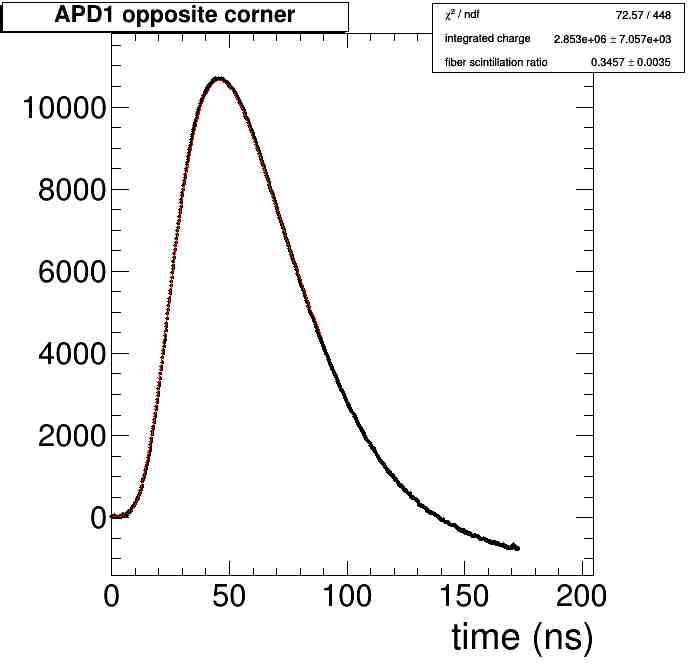 APD1 opposite corner
χ² / ndf 72.57 / 448
integrated charge 2.853e+06 ± 7.057e+03
fiber scintillation ratio 0.3457 ± 0.0035
10000
8000
6000
4000
2000
0
0 50 100 150 200
time (ns)